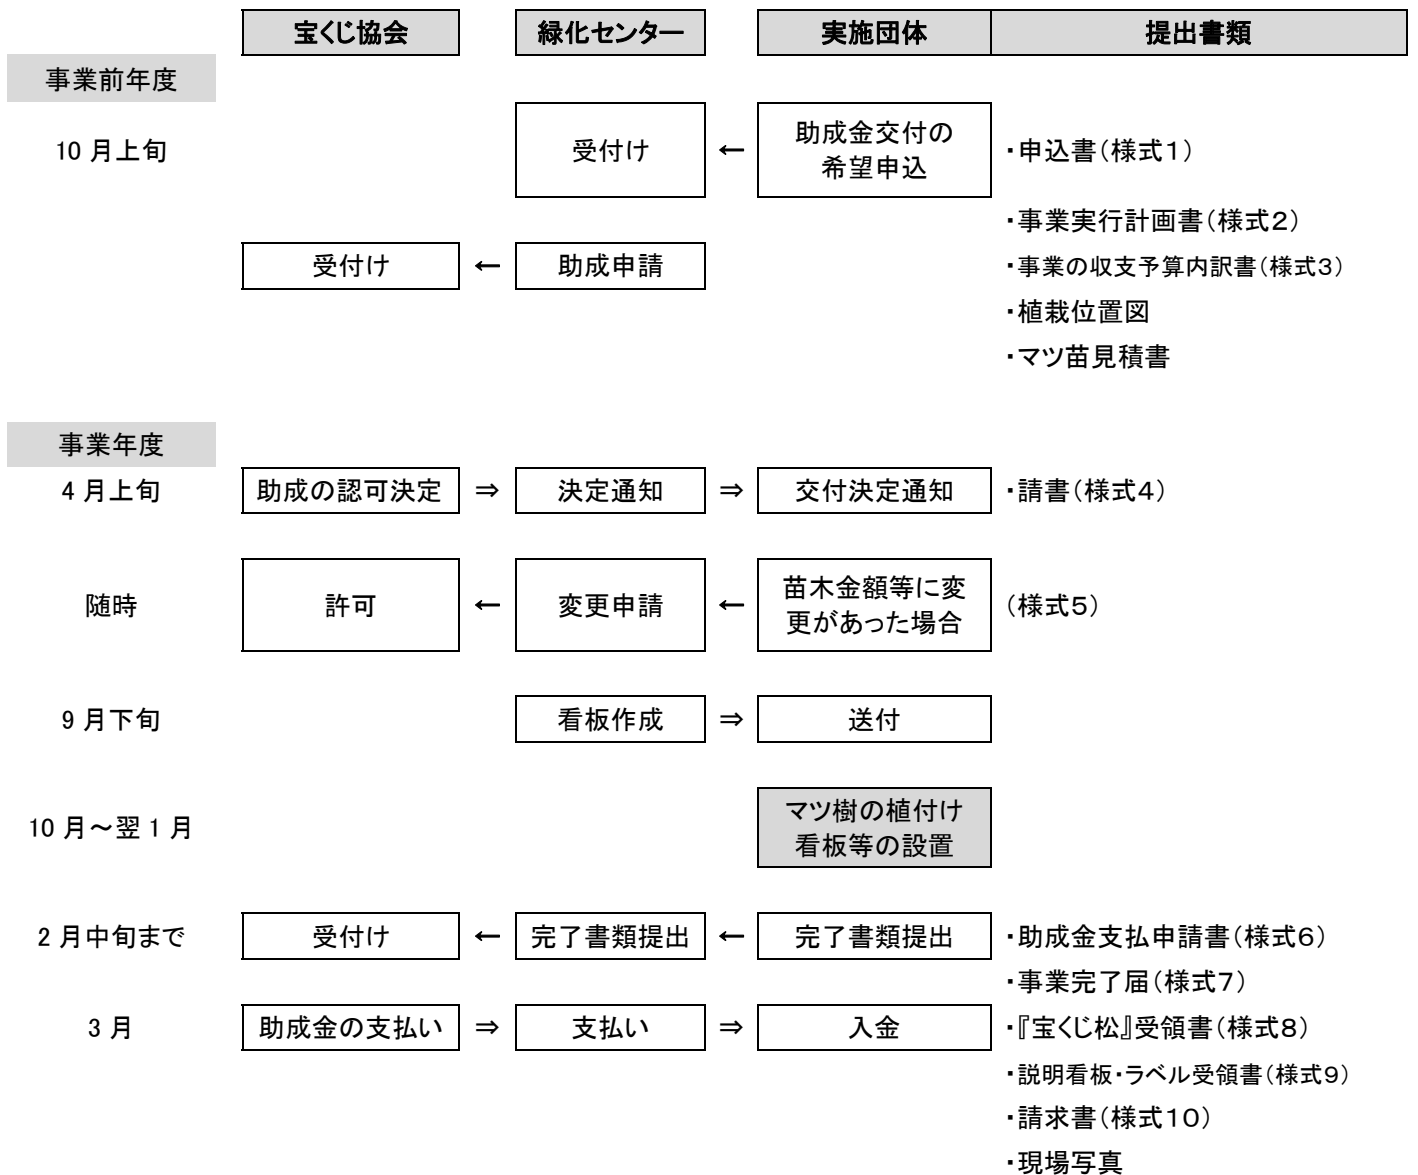 宝くじ協会 緑化センター 実施団体 提出書類
事業前年度
10 月上旬 受付け ← 助成金交付の希望申込 ・申込書（様式１）
・事業実行計画書（様式２）
受付け ← 助成申請 ・事業の収支予算内訳書（様式３）
・植栽位置図
・マツ苗見積書
事業年度
4 月上旬 助成の認可決定 ⇒ 決定通知 ⇒ 交付決定通知 ・請書（様式４）
随時 許可 ← 変更申請 ← 苗木金額等に変更があった場合 （様式５）
9 月下旬 看板作成 ⇒ 送付
10 月～翌 1 月 マツ樹の植付け 看板等の設置
2 月中旬まで 受付け ← 完了書類提出 ← 完了書類提出 ・助成金支払申請書（様式６）
・事業完了届（様式７）
3 月 助成金の支払い ⇒ 支払い ⇒ 入金 ・『宝くじ松』受領書（様式８）
・説明看板・ラベル受領書（様式９）
・請求書（様式１０）
・現場写真